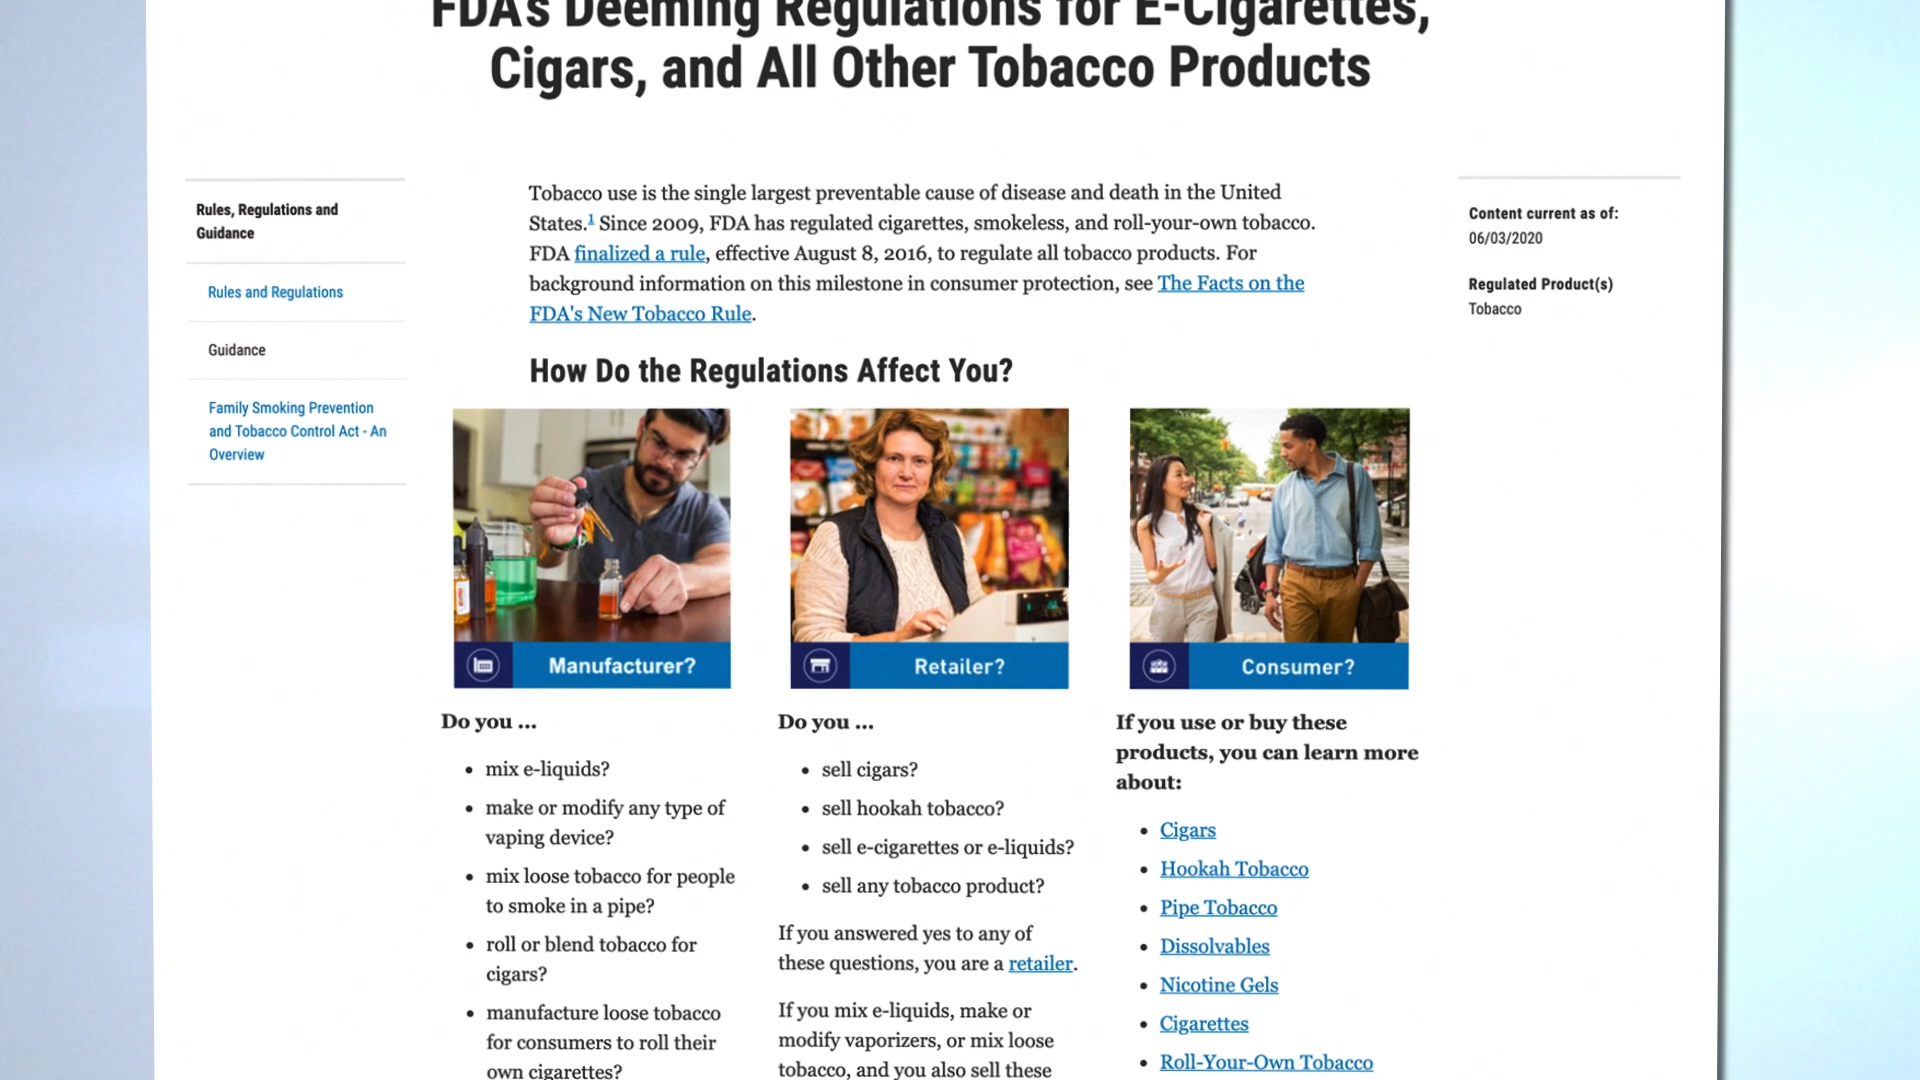 FDA's Deeming Regulations for E-Cigarettes,
Cigars, and All Other Tobacco Products
Rules, Regulations and
Guidance
Rules and Regulations
Guidance
Family Smoking Prevention
and Tobacco Control Act - An
Overview
Tobacco use is the single largest preventable cause of disease and death in the United
States.1 Since 2009, FDA has regulated cigarettes, smokeless, and roll-your-own tobacco.
FDA finalized a rule, effective August 8, 2016, to regulate all tobacco products. For
background information on this milestone in consumer protection, see The Facts on the
FDA's New Tobacco Rule.
Content current as of:
06/03/2020
Regulated Product(s)
Tobacco
How Do the Regulations Affect You?
Manufacturer?
Do you ...
• mix e-liquids?
• make or modify any type of
vaping device?
• mix loose tobacco for people
to smoke in a pipe?
• roll or blend tobacco for
cigars?
• manufacture loose tobacco
for consumers to roll their
own cigarettes?
Retailer?
Do you ...
• sell cigars?
• sell hookah tobacco?
• sell e-cigarettes or e-liquids?
• sell any tobacco product?
If you answered yes to any of
these questions, you are a retailer.
If you mix e-liquids, make or
modify vaporizers, or mix loose
tobacco, and you also sell these
Consumer?
If you use or buy these
products, you can learn more
about:
• Cigars
• Hookah Tobacco
• Pipe Tobacco
• Dissolvables
• Nicotine Gels
• Cigarettes
• Roll-Your-Own Tobacco